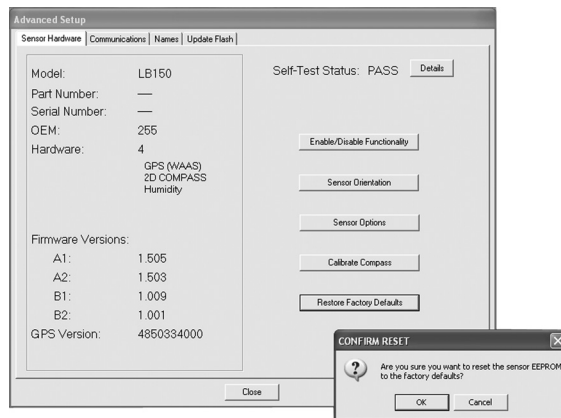 Advanced Setup
Sensor Hardware Communications Names Update Flash
Model: LB150
Part Number: —
Serial Number: —
OEM: 255
Hardware: 4
GPS (WAAS)
2D COMPASS
Humidity
Firmware Versions:
A1: 1.505
A2: 1.503
B1: 1.009
B2: 1.001
GPS Version: 4850334000
Self-Test Status: PASS Details
Enable/Disable Functionality
Sensor Orientation
Sensor Options
Calibrate Compass
Restore Factory Defaults
Close
CONFIRM RESET
Are you sure you want to reset the sensor EEPROM
to the factory defaults?
OK Cancel